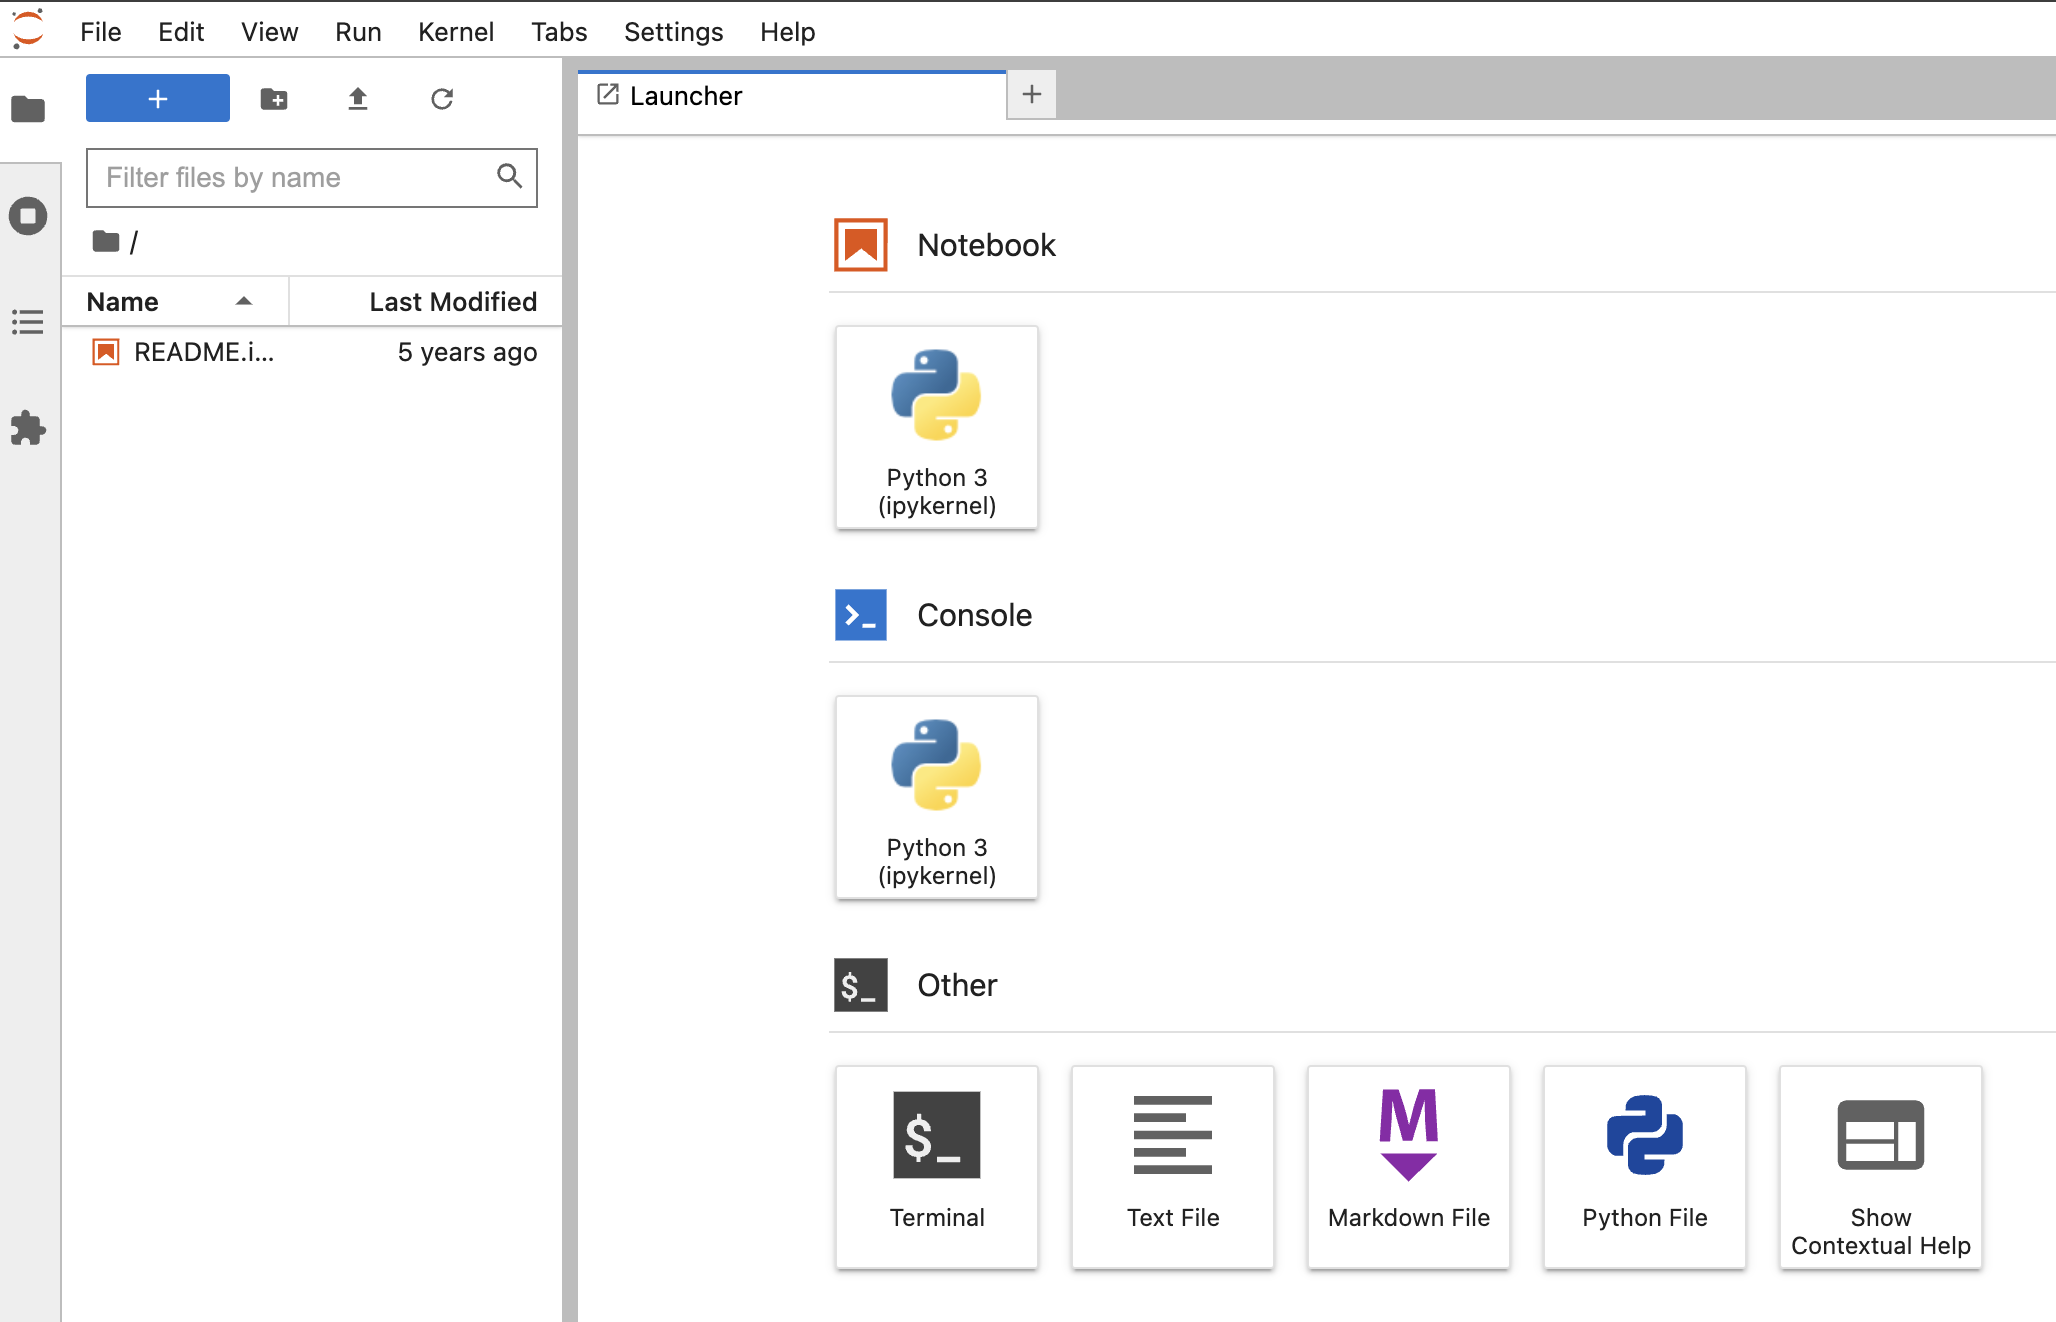 File Edit View Run Kernel Tabs Settings Help
Launcher
Filter files by name
/
Name Last Modified
README.i... 5 years ago
Notebook
Python 3
(ipykernel)
Console
Python 3
(ipykernel)
$_ Other
$_
Terminal
Text File
M
Markdown File
Python File
Show
Contextual Help